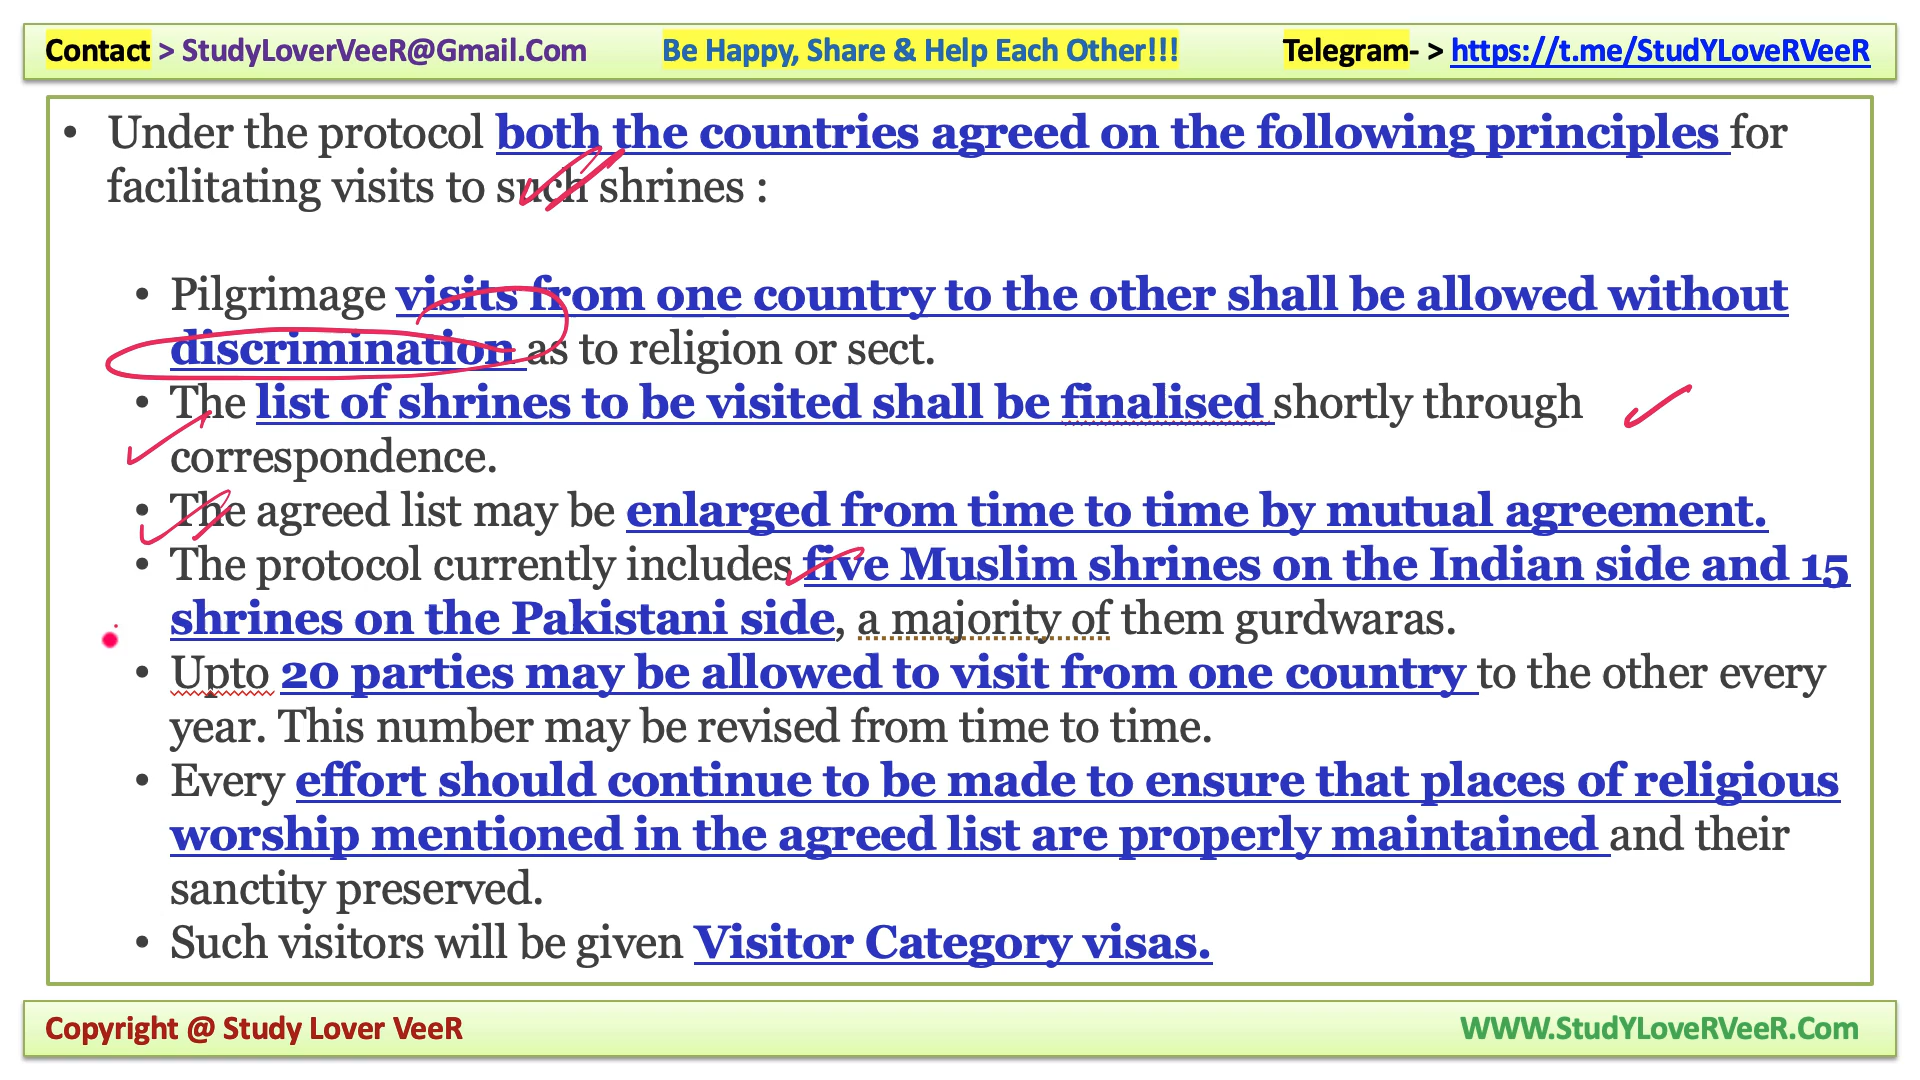 Contact > StudyLoverVeeR@Gmail.Com Be Happy, Share & Help Each Other!!! Telegram- > https://t.me/StudYLoveRVeeR
• Under the protocol both the countries agreed on the following principles for
facilitating visits to such shrines :
• Pilgrimage visits from one country to the other shall be allowed without
discrimination as to religion or sect.
• The list of shrines to be visited shall be finalised shortly through
correspondence.
• The agreed list may be enlarged from time to time by mutual agreement.
• The protocol currently includes five Muslim shrines on the Indian side and 15
shrines on the Pakistani side, a majority of them gurdwaras.
• Upto 20 parties may be allowed to visit from one country to the other every
year. This number may be revised from time to time.
• Every effort should continue to be made to ensure that places of religious
worship mentioned in the agreed list are properly maintained and their
sanctity preserved.
• Such visitors will be given Visitor Category visas.
Copyright @ Study Lover VeeR WWW.StudYLoveRVeeR.Com